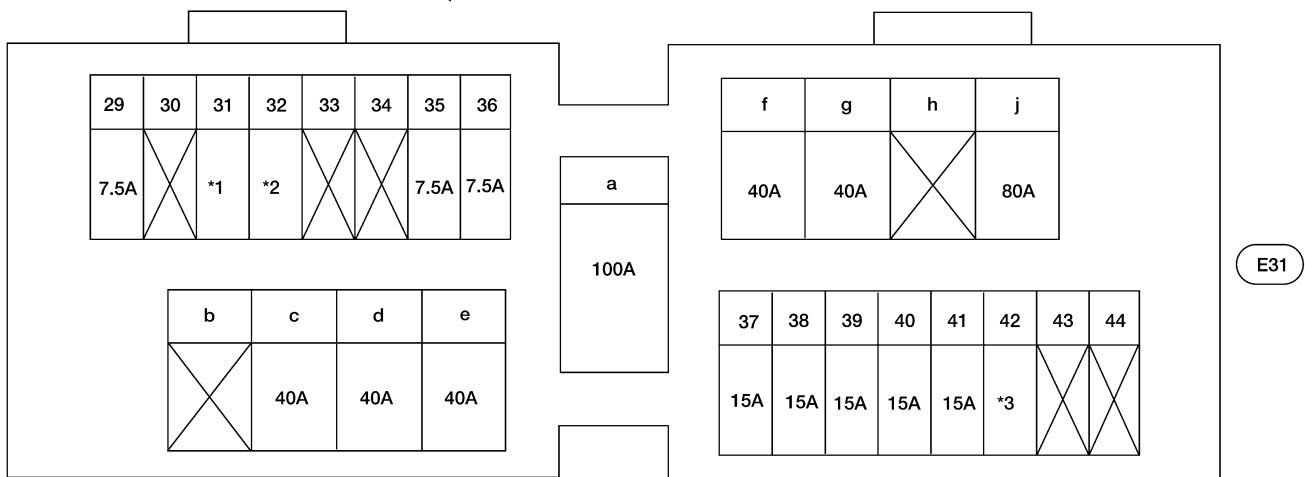 29 30 31 32 33 34 35 36
7.5A *1 *2 7.5A 7.5A
b c d e
40A 40A 40A
a
100A
f g h j
40A 40A 80A
37 38 39 40 41 42 43 44
15A 15A 15A 15A 15A *3
E31